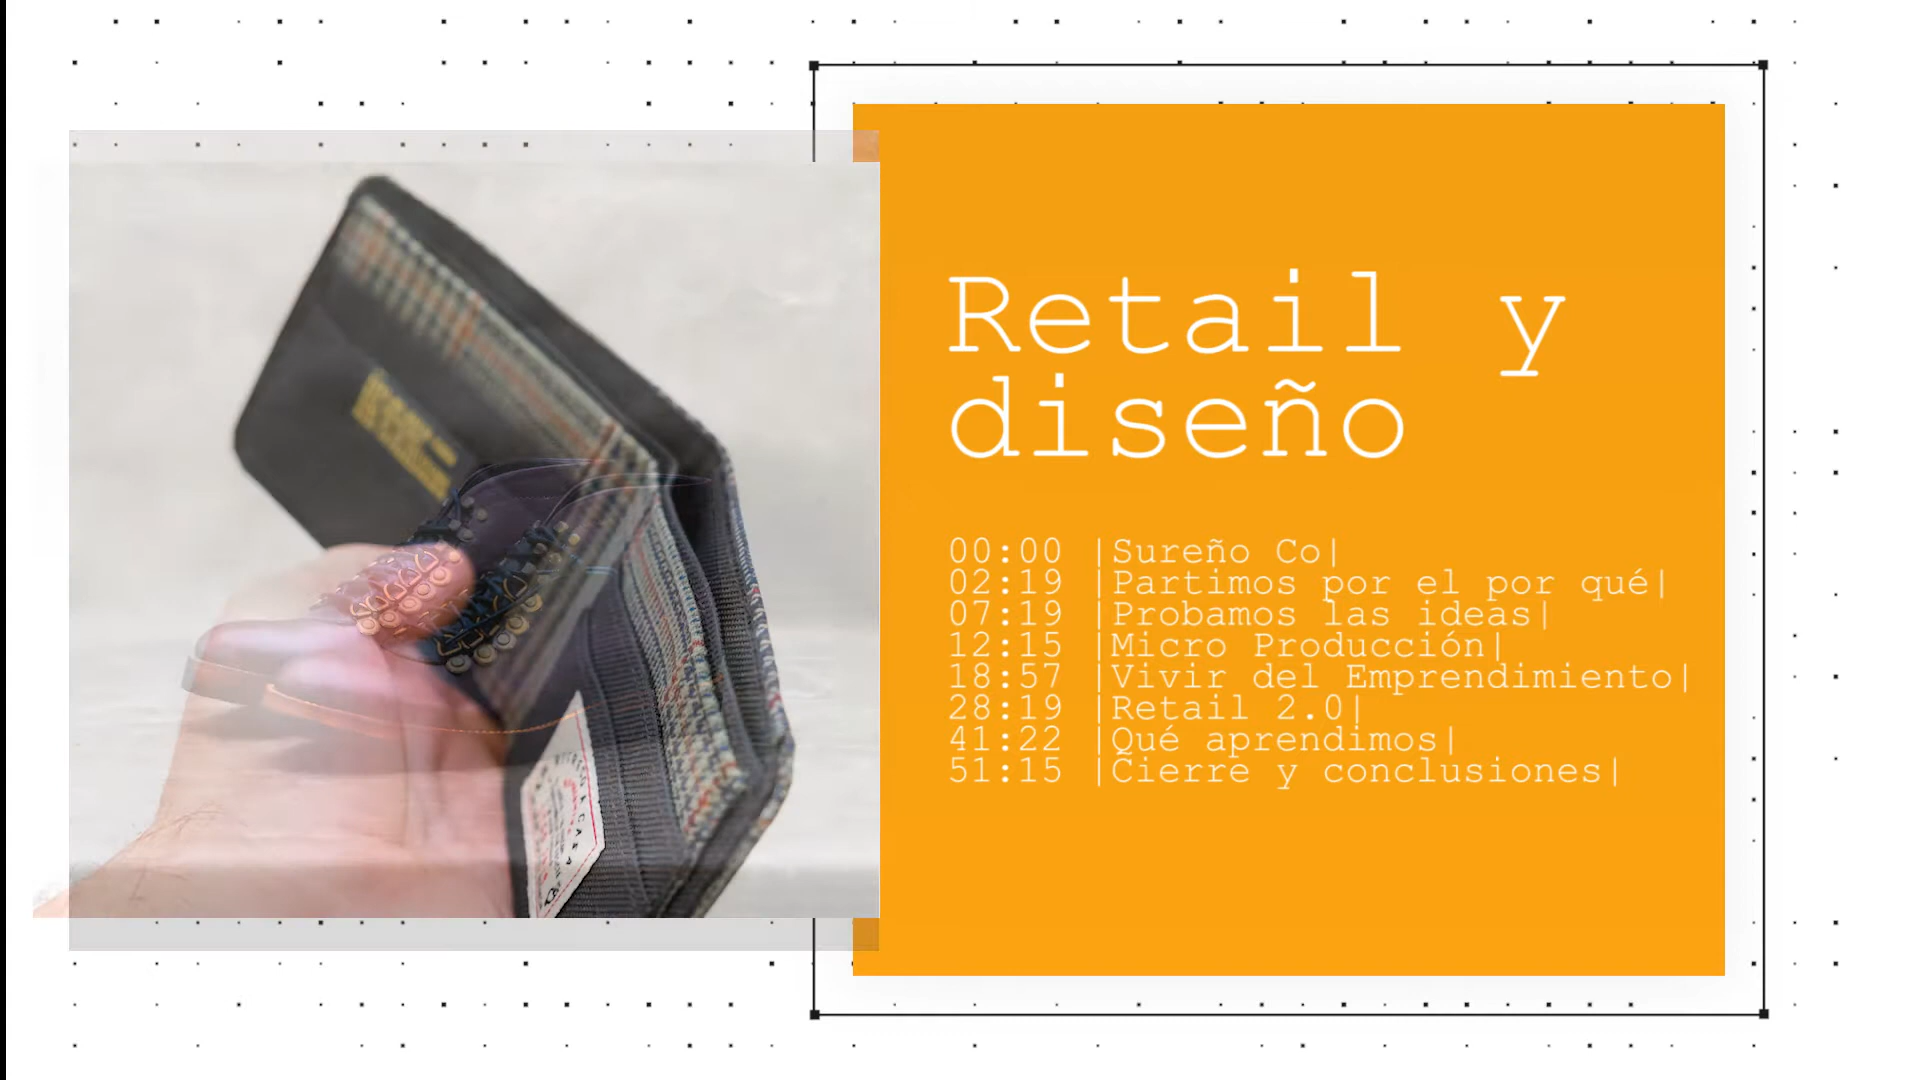 Retail y
diseño
00:00 |Sureño Co|
02:19 |Partimos por el por qué|
07:19 |Probamos las ideas|
12:15 |Micro Producción|
18:57 |Vivir del Emprendimiento|
28:19 |Retail 2.0|
41:22 |Qué aprendimos|
51:15 |Cierre y conclusiones|